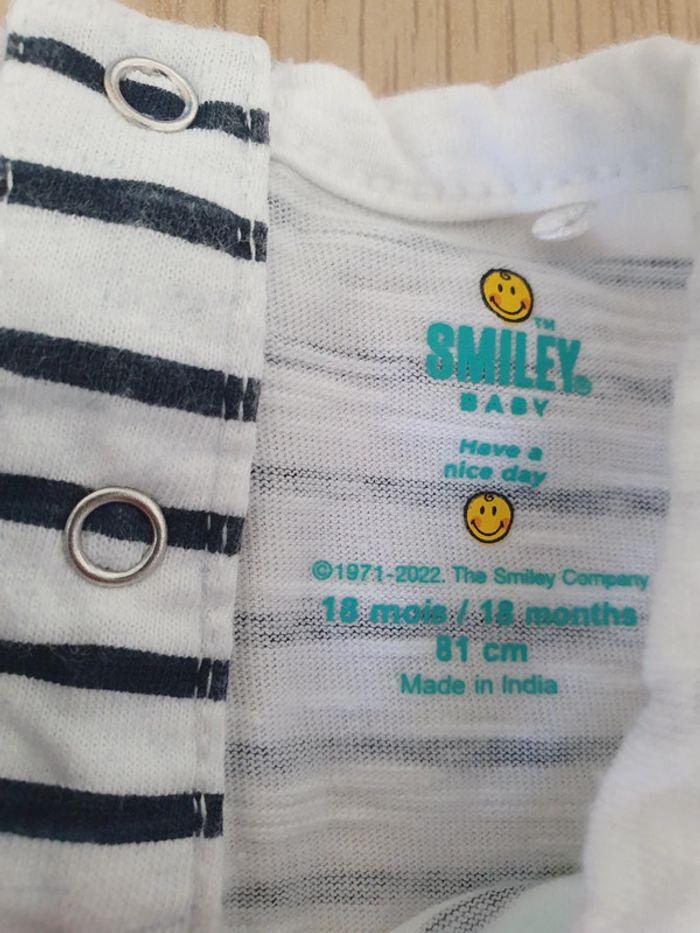 TM
SMILEY®
BABY
Have a
nice day
©1971-2022. The Smiley Company
18 mois / 18 months
81 cm
Made in India